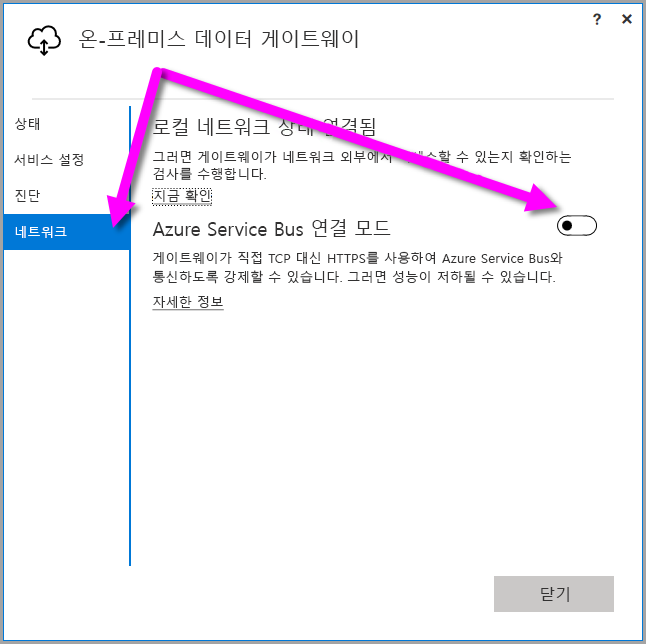 ?
온-프레미스 데이터 게이트웨이
상태
서비스 설정
진단
네트워크
로컬 네트워크 상태 연결됨
그러면 게이트웨이가 네트워크 외부에서 할 수 있는지 확인하는
검사를 수행합니다.
지금 확인
Azure Service Bus 연결 모드
게이트웨이가 직접 TCP 대신 HTTPS를 사용하여 Azure Service Bus와
통신하도록 강제할 수 있습니다. 그러면 성능이 저하될 수 있습니다.
자세한 정보
닫기